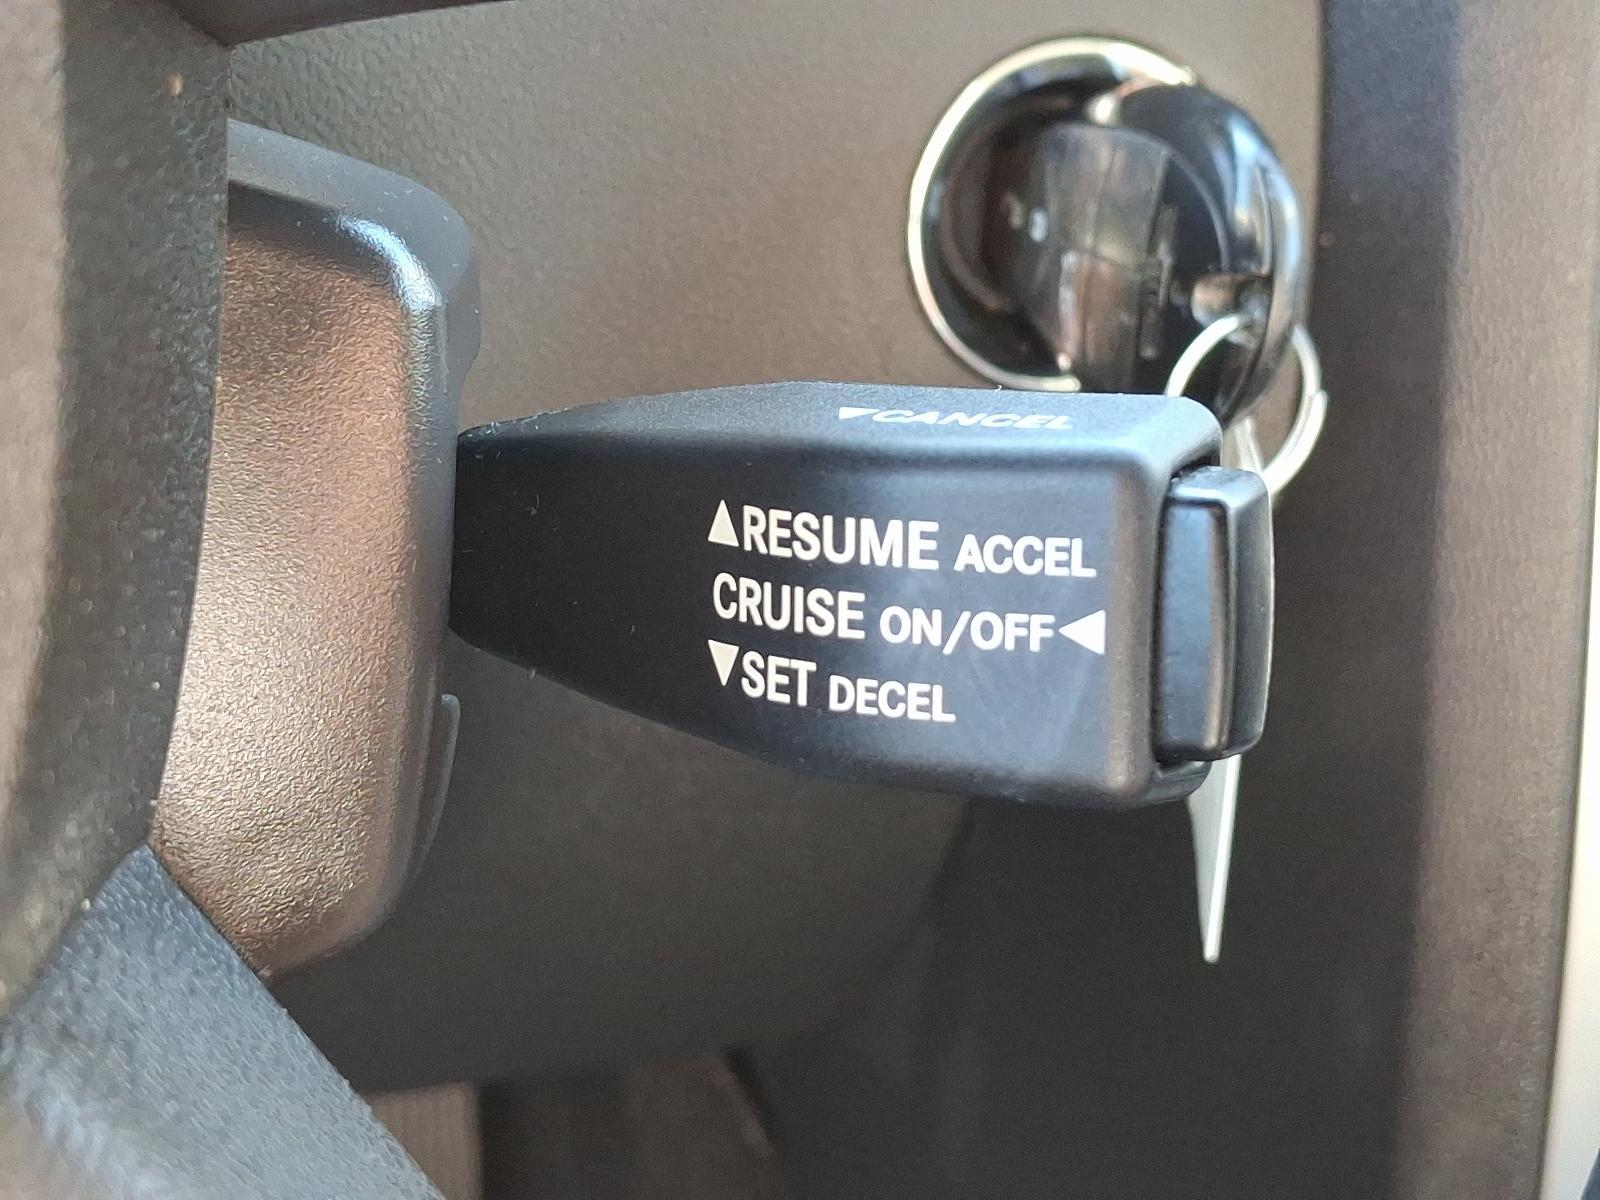 ▼CANCEL
▲RESUME ACCEL
CRUISE ON/OFF◀
▼SET DECEL